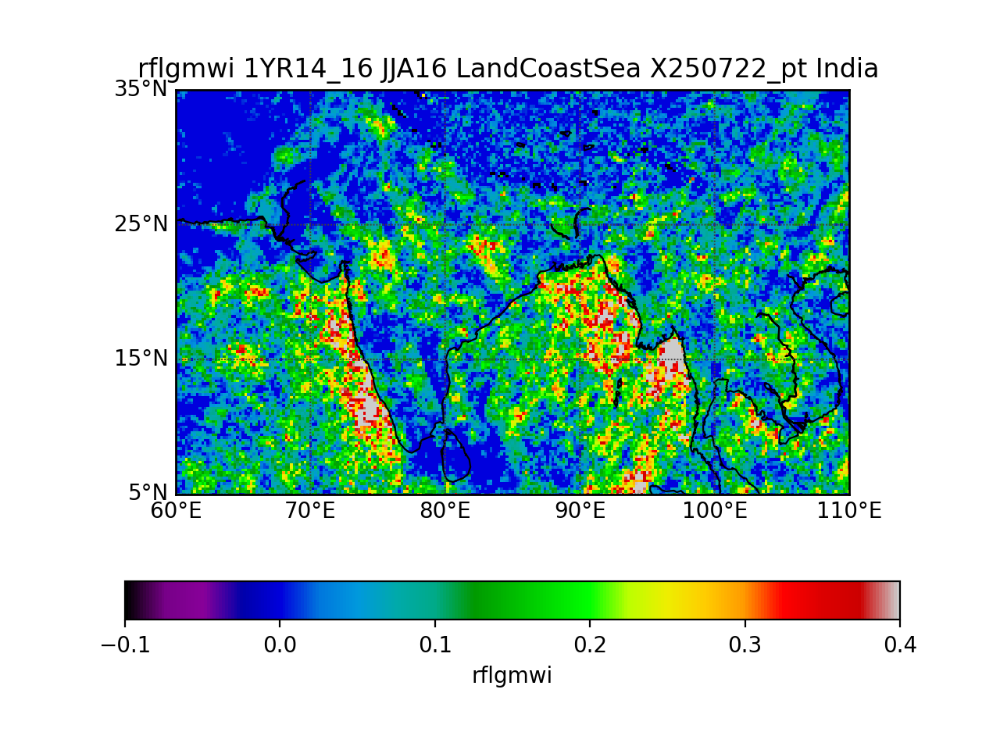 rflgmwi 1YR14_16 JJA16 LandCoastSea X250722_pt India
35°N
25°N
15°N
5°N
60°E 70°E 80°E 90°E 100°E 110°E
−0.1 0.0 0.1 0.2 0.3 0.4
rflgmwi